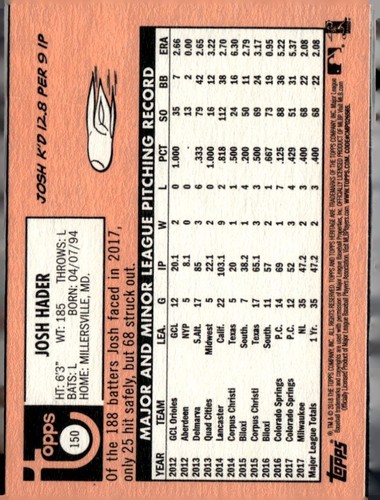 Topps
150
JOSH HADER
HT: 6'3" WT: 185 THROWS: L
BATS: L BORN: 04/07/94
HOME: MILLERSVILLE, MD.
JOSH K'D 12.8 PER 9 IP
Of the 188 batters Josh faced in 2017,
only 25 hit safely, but 68 struck out.
MAJOR AND MINOR LEAGUE PITCHING RECORD
YEAR TEAM LEA. G IP W L PCT SO BB ERA
2012 GCL Orioles GCL 12 20.1 2 0 1.000 35 7 2.66
2012 Aberdeen NYP 5 8.1 0 0 .000 13 2 0.00
2013 Delmarva S.Atl. 17 85 3 6 .333 79 42 2.65
2013 Quad Cities Midwest 5 22.1 2 0 1.000 16 12 3.22
2014 Lancaster Calif. 22 103.1 9 2 .818 112 38 2.70
2014 Corpus Christi Texas 5 20 1 1 .500 24 16 6.30
2015 Biloxi South. 7 38.2 1 4 .200 50 11 2.79
2015 Corpus Christi Texas 17 65.1 3 3 .500 69 24 3.17
2016 Biloxi South. 11 57 2 1 .667 73 19 0.95
2016 Colorado Springs P.C. 14 69 1 7 .125 88 36 5.22
2017 Colorado Springs P.C. 12 52 3 4 .429 51 31 5.37
2017 Milwaukee NL 35 47.2 2 3 .400 68 22 2.08
Major League Totals 1 Yr. 35 47.2 2 3 .400 68 22 2.08
Topps